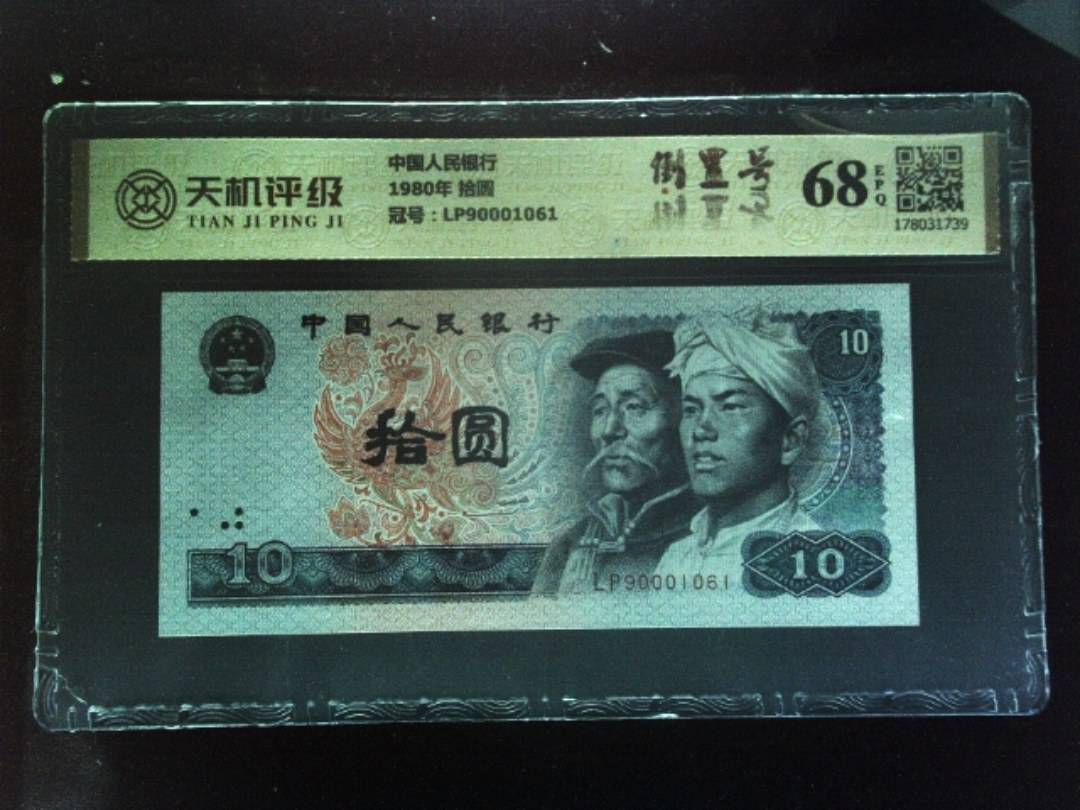 天机评级
TIAN JI PING JI
中国人民银行
1980年 拾圆
冠号：LP90001061
倒置号
68
EPQ
178031739
中国人民银行
10
拾圆
10
LP90001061
10